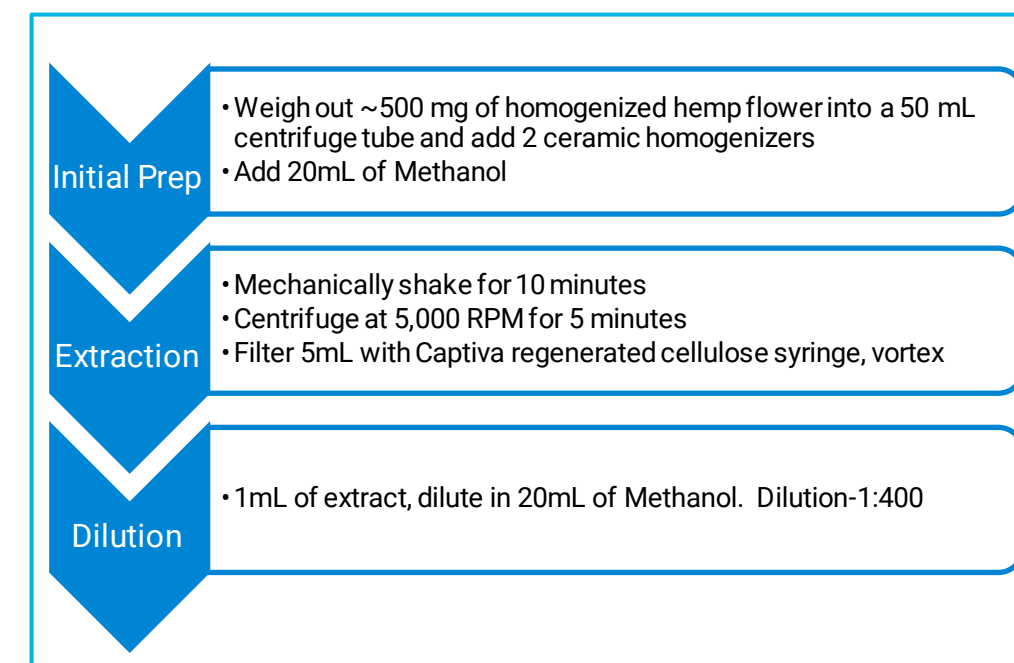 Initial Prep
•Weigh out ~500 mg of homogenized hemp flower into a 50 mL
centrifuge tube and add 2 ceramic homogenizers
•Add 20mL of Methanol
Extraction
•Mechanically shake for 10 minutes
•Centrifuge at 5,000 RPM for 5 minutes
•Filter 5mL with Captiva regenerated cellulose syringe, vortex
Dilution
•1mL of extract, dilute in 20mL of Methanol. Dilution-1:400